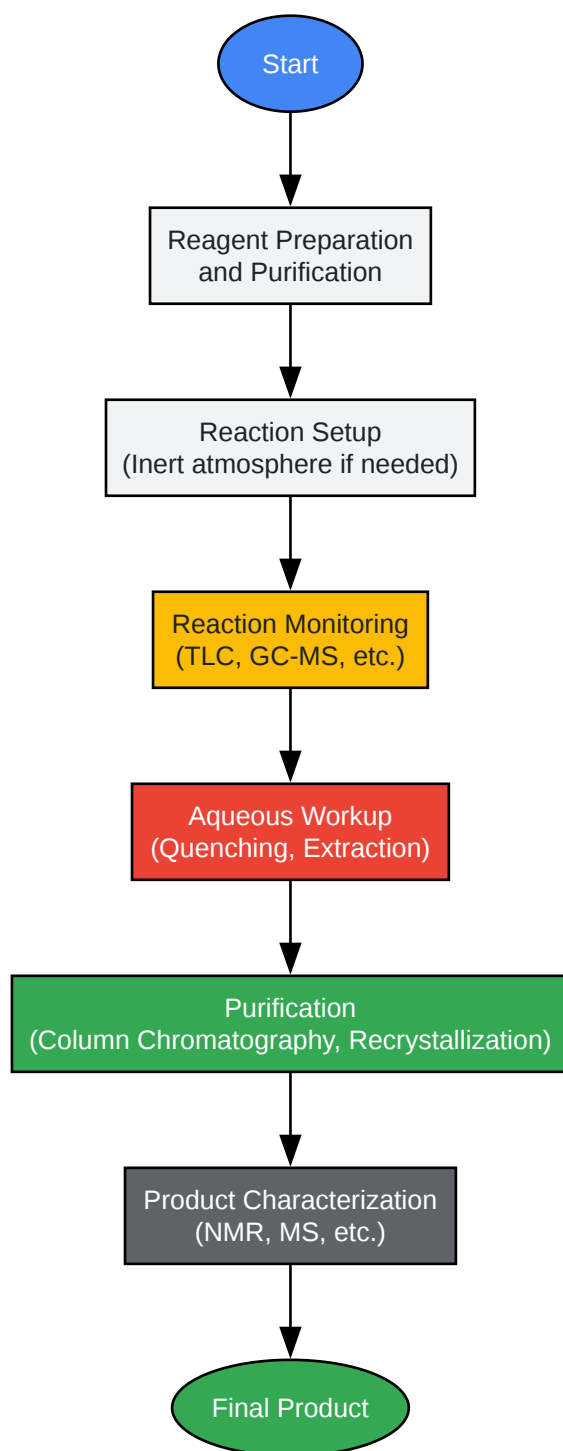 Start
Reagent Preparation
and Purification
Reaction Setup
(Inert atmosphere if needed)
Reaction Monitoring
(TLC, GC-MS, etc.)
Aqueous Workup
(Quenching, Extraction)
Purification
(Column Chromatography, Recrystallization)
Product Characterization
(NMR, MS, etc.)
Final Product